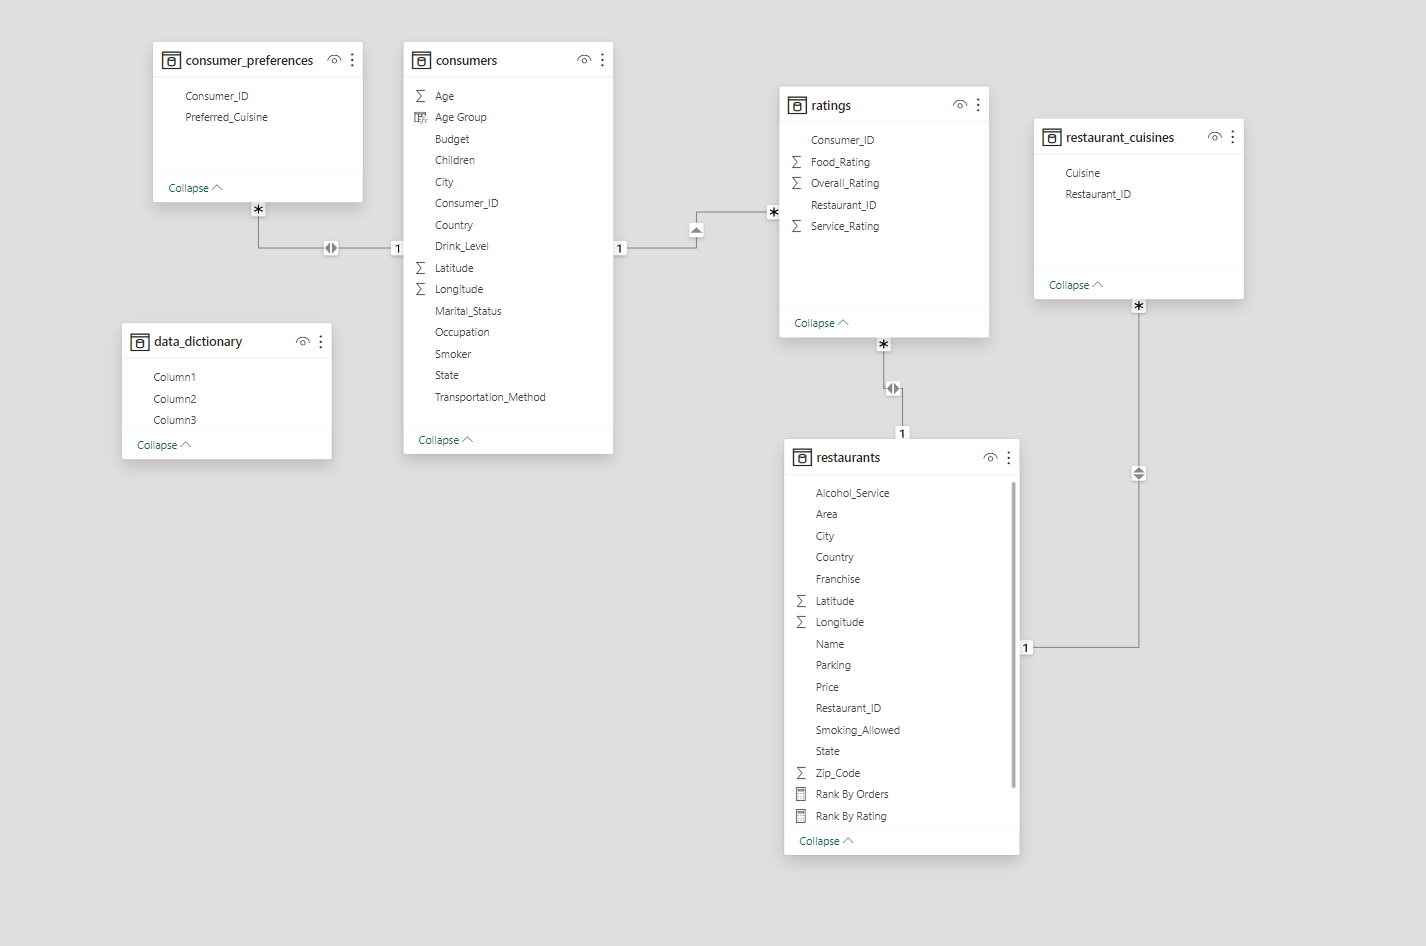 consumer_preferences
Consumer_ID
Preferred_Cuisine
Collapse
*
1
consumers
Age
Age Group
Budget
Children
City
Consumer_ID
Country
Drink_Level
Latitude
Longitude
Marital_Status
Occupation
Smoker
State
Transportation_Method
Collapse
1
*
ratings
Consumer_ID
Food_Rating
Overall_Rating
Restaurant_ID
Service_Rating
Collapse
*
1
restaurant_cuisines
Cuisine
Restaurant_ID
Collapse
*
1
data_dictionary
Column1
Column2
Column3
Collapse
restaurants
Alcohol_Service
Area
City
Country
Franchise
Latitude
Longitude
Name
Parking
Price
Restaurant_ID
Smoking_Allowed
State
Zip_Code
Rank By Orders
Rank By Rating
Collapse